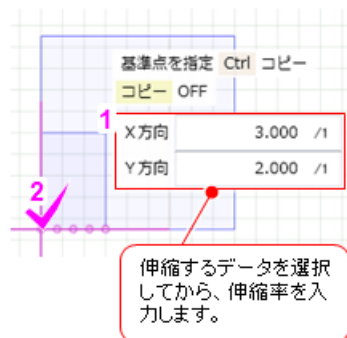 基準点を指定 Ctrl コピー
コピー OFF
1
X方向 3.000 /1
Y方向 2.000 /1
2
伸縮するデータを選択
してから、伸縮率を入
力します。